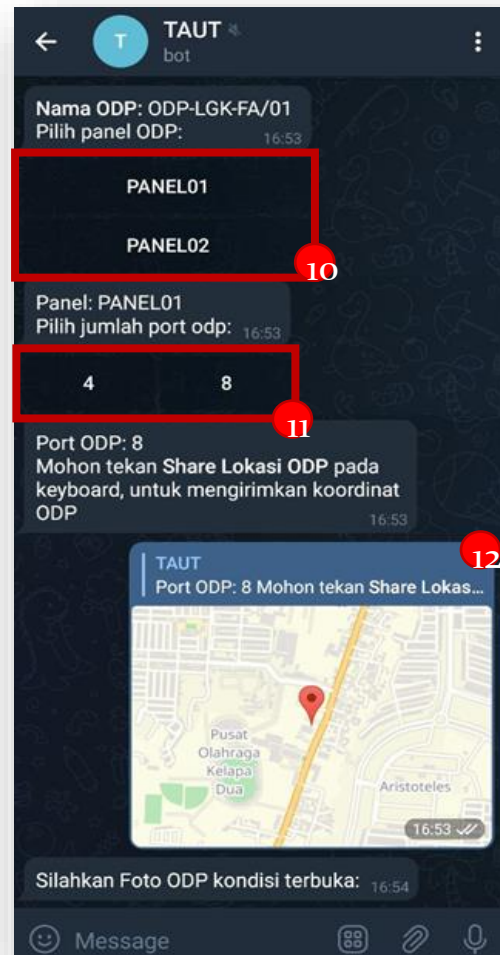 TAUT
bot
Nama ODP: ODP-LGK-FA/01
Pilih panel ODP:
16:53
PANEL01
PANEL02
10
Panel: PANEL01
Pilih jumlah port odp:
16:53
4 8
11
Port ODP: 8
Mohon tekan Share Lokasi ODP pada
keyboard, untuk mengirimkan koordinat
ODP
16:53
12
TAUT
Port ODP: 8 Mohon tekan Share Lokas...
Pusat
Olahraga
Kelapa
Dua
Aristoteles
16:53
Silahkan Foto ODP kondisi terbuka:
16:54
Message